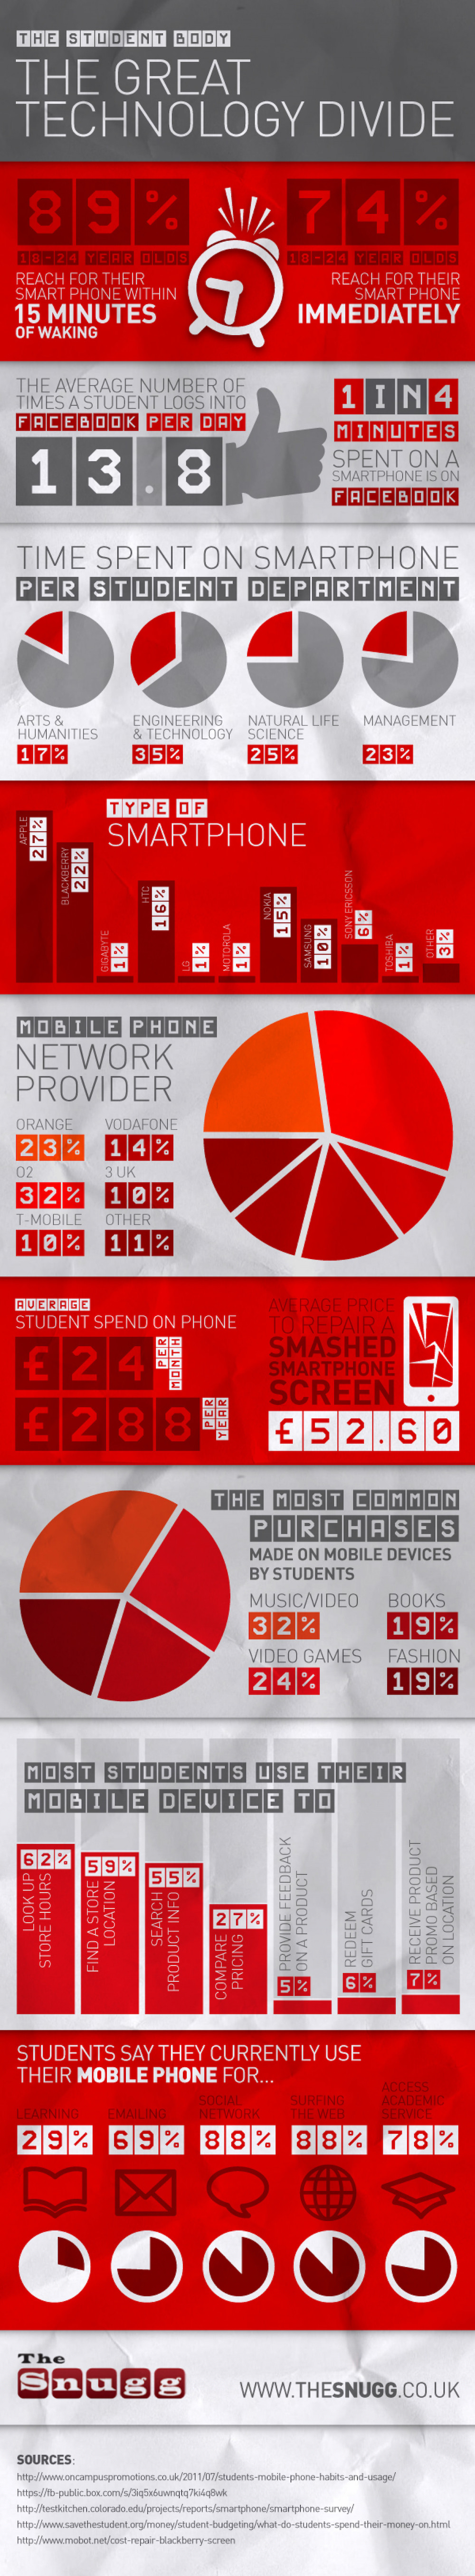 THE STUDENT BODY
THE GREAT
TECHNOLOGY DIVIDE
89%
18-24 YEAR OLDS
REACH FOR THEIR
SMART PHONE WITHIN
15 MINUTES
OF WAKING
74%
18-24 YEAR OLDS
REACH FOR THEIR
SMART PHONE
IMMEDIATELY
THE AVERAGE NUMBER OF
TIMES A STUDENT LOGS INTO
FACEBOOK PER DAY
13.8
1 IN 4
MINUTES
SPENT ON A
SMARTPHONE IS ON
FACEBOOK
TIME SPENT ON SMARTPHONE
PER STUDENT DEPARTMENT
ARTS &
HUMANITIES
17%
ENGINEERING
& TECHNOLOGY
35%
NATURAL LIFE
SCIENCE
25%
MANAGEMENT
23%
TYPE OF
SMARTPHONE
APPLE
27%
BLACKBERRY
22%
GIGABYTE
1%
HTC
16%
LG
1%
MOTOROLA
1%
NOKIA
15%
SAMSUNG
10%
SONY ERICSSON
6%
TOSHIBA
1%
OTHER
3%
MOBILE PHONE
NETWORK
PROVIDER
ORANGE
23%
VODAFONE
14%
O2
32%
3 UK
10%
T-MOBILE
10%
OTHER
11%
AVERAGE
STUDENT SPEND ON PHONE
£24
PER
MONTH
£288
PER
YEAR
AVERAGE PRICE
TO REPAIR A
SMASHED
SMARTPHONE
SCREEN
£52.60
THE MOST COMMON
PURCHASES
MADE ON MOBILE DEVICES
BY STUDENTS
MUSIC/VIDEO
32%
BOOKS
19%
VIDEO GAMES
24%
FASHION
19%
MOST STUDENTS USE THEIR
MOBILE DEVICE TO
62%
LOOK UP
STORE HOURS
59%
FIND A STORE
LOCATION
55%
SEARCH
PRODUCT INFO
27%
COMPARE
PRICING
PROVIDE FEEDBACK
ON A PRODUCT
5%
REDEEM
GIFT CARDS
6%
RECEIVE PRODUCT
PROMO BASED
ON LOCATION
7%
STUDENTS SAY THEY CURRENTLY USE
THEIR MOBILE PHONE FOR...
LEARNING
29%
EMAILING
69%
SOCIAL
NETWORK
88%
SURFING
THE WEB
88%
ACCESS
ACADEMIC
SERVICE
78%
The
Snugg
WWW.THESNUGG.CO.UK
SOURCES:
http://www.oncampuspromotions.co.uk/2011/07/students-mobile-phone-habits-and-usage/
https://fb-public.box.com/s/3iq5x6uwnqtq7ki4q8wk
http://testkitchen.colorado.edu/projects/reports/smartphone/smartphone-survey/
http://www.savethestudent.org/money/student-budgeting/what-do-students-spend-their-money-on.html
http://www.mobot.net/cost-repair-blackberry-screen